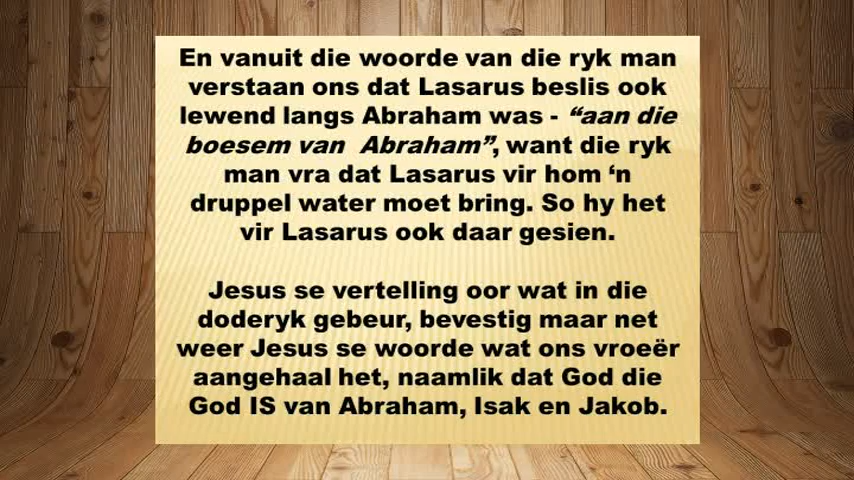 En vanuit die woorde van die ryk man
verstaan ons dat Lasarus beslis ook
lewend langs Abraham was - “aan die
boesem van  Abraham”, want die ryk
man vra dat Lasarus vir hom ‘n
druppel water moet bring. So hy het
vir Lasarus ook daar gesien.
Jesus se vertelling oor wat in die
doderyk gebeur, bevestig maar net
weer Jesus se woorde wat ons vroeër
aangehaal het, naamlik dat God die
God IS van Abraham, Isak en Jakob.